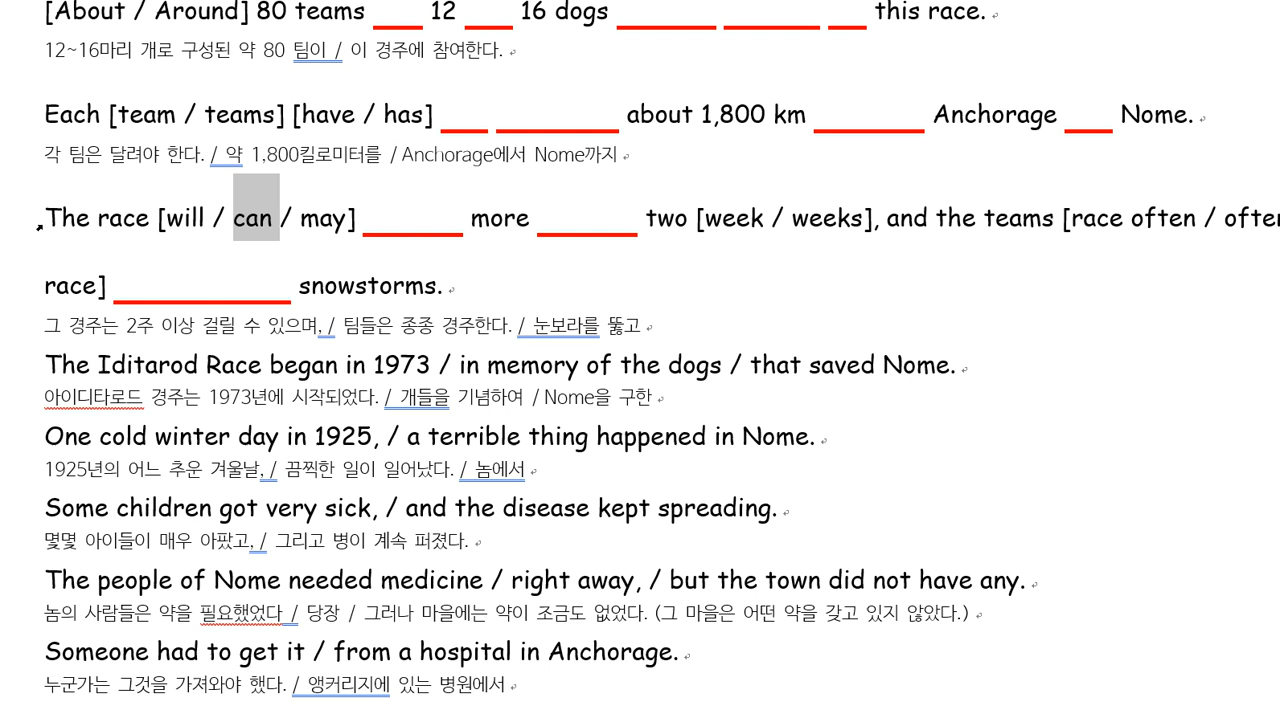 [About / Around] 80 teams ____ 12 ____ 16 dogs ________ ________ ___ this race.
12~16마리 개로 구성된 약 80 팀이 / 이 경주에 참여한다.
Each [team / teams] [have / has] ____ __________ about 1,800 km _________ Anchorage ____ Nome.
각 팀은 달려야 한다. / 약 1,800킬로미터를 / Anchorage에서 Nome까지
The race [will / can / may] ________ more ________ two [week / weeks], and the teams [race often / often
race] ______________ snowstorms.
그 경주는 2주 이상 걸릴 수 있으며, / 팀들은 종종 경주한다. / 눈보라를 뚫고
The Iditarod Race began in 1973 / in memory of the dogs / that saved Nome.
아이디타로드 경주는 1973년에 시작되었다. / 개들을 기념하여 / Nome을 구한
One cold winter day in 1925, / a terrible thing happened in Nome.
1925년의 어느 추운 겨울날, / 끔찍한 일이 일어났다. / 놈에서
Some children got very sick, / and the disease kept spreading.
몇몇 아이들이 매우 아팠고, / 그리고 병이 계속 퍼졌다.
The people of Nome needed medicine / right away, / but the town did not have any.
놈의 사람들은 약을 필요했었다 / 당장 / 그러나 마을에는 약이 조금도 없었다. (그 마을은 어떤 약을 갖고 있지 않았다.)
Someone had to get it / from a hospital in Anchorage.
누군가는 그것을 가져와야 했다. / 앵커리지에 있는 병원에서